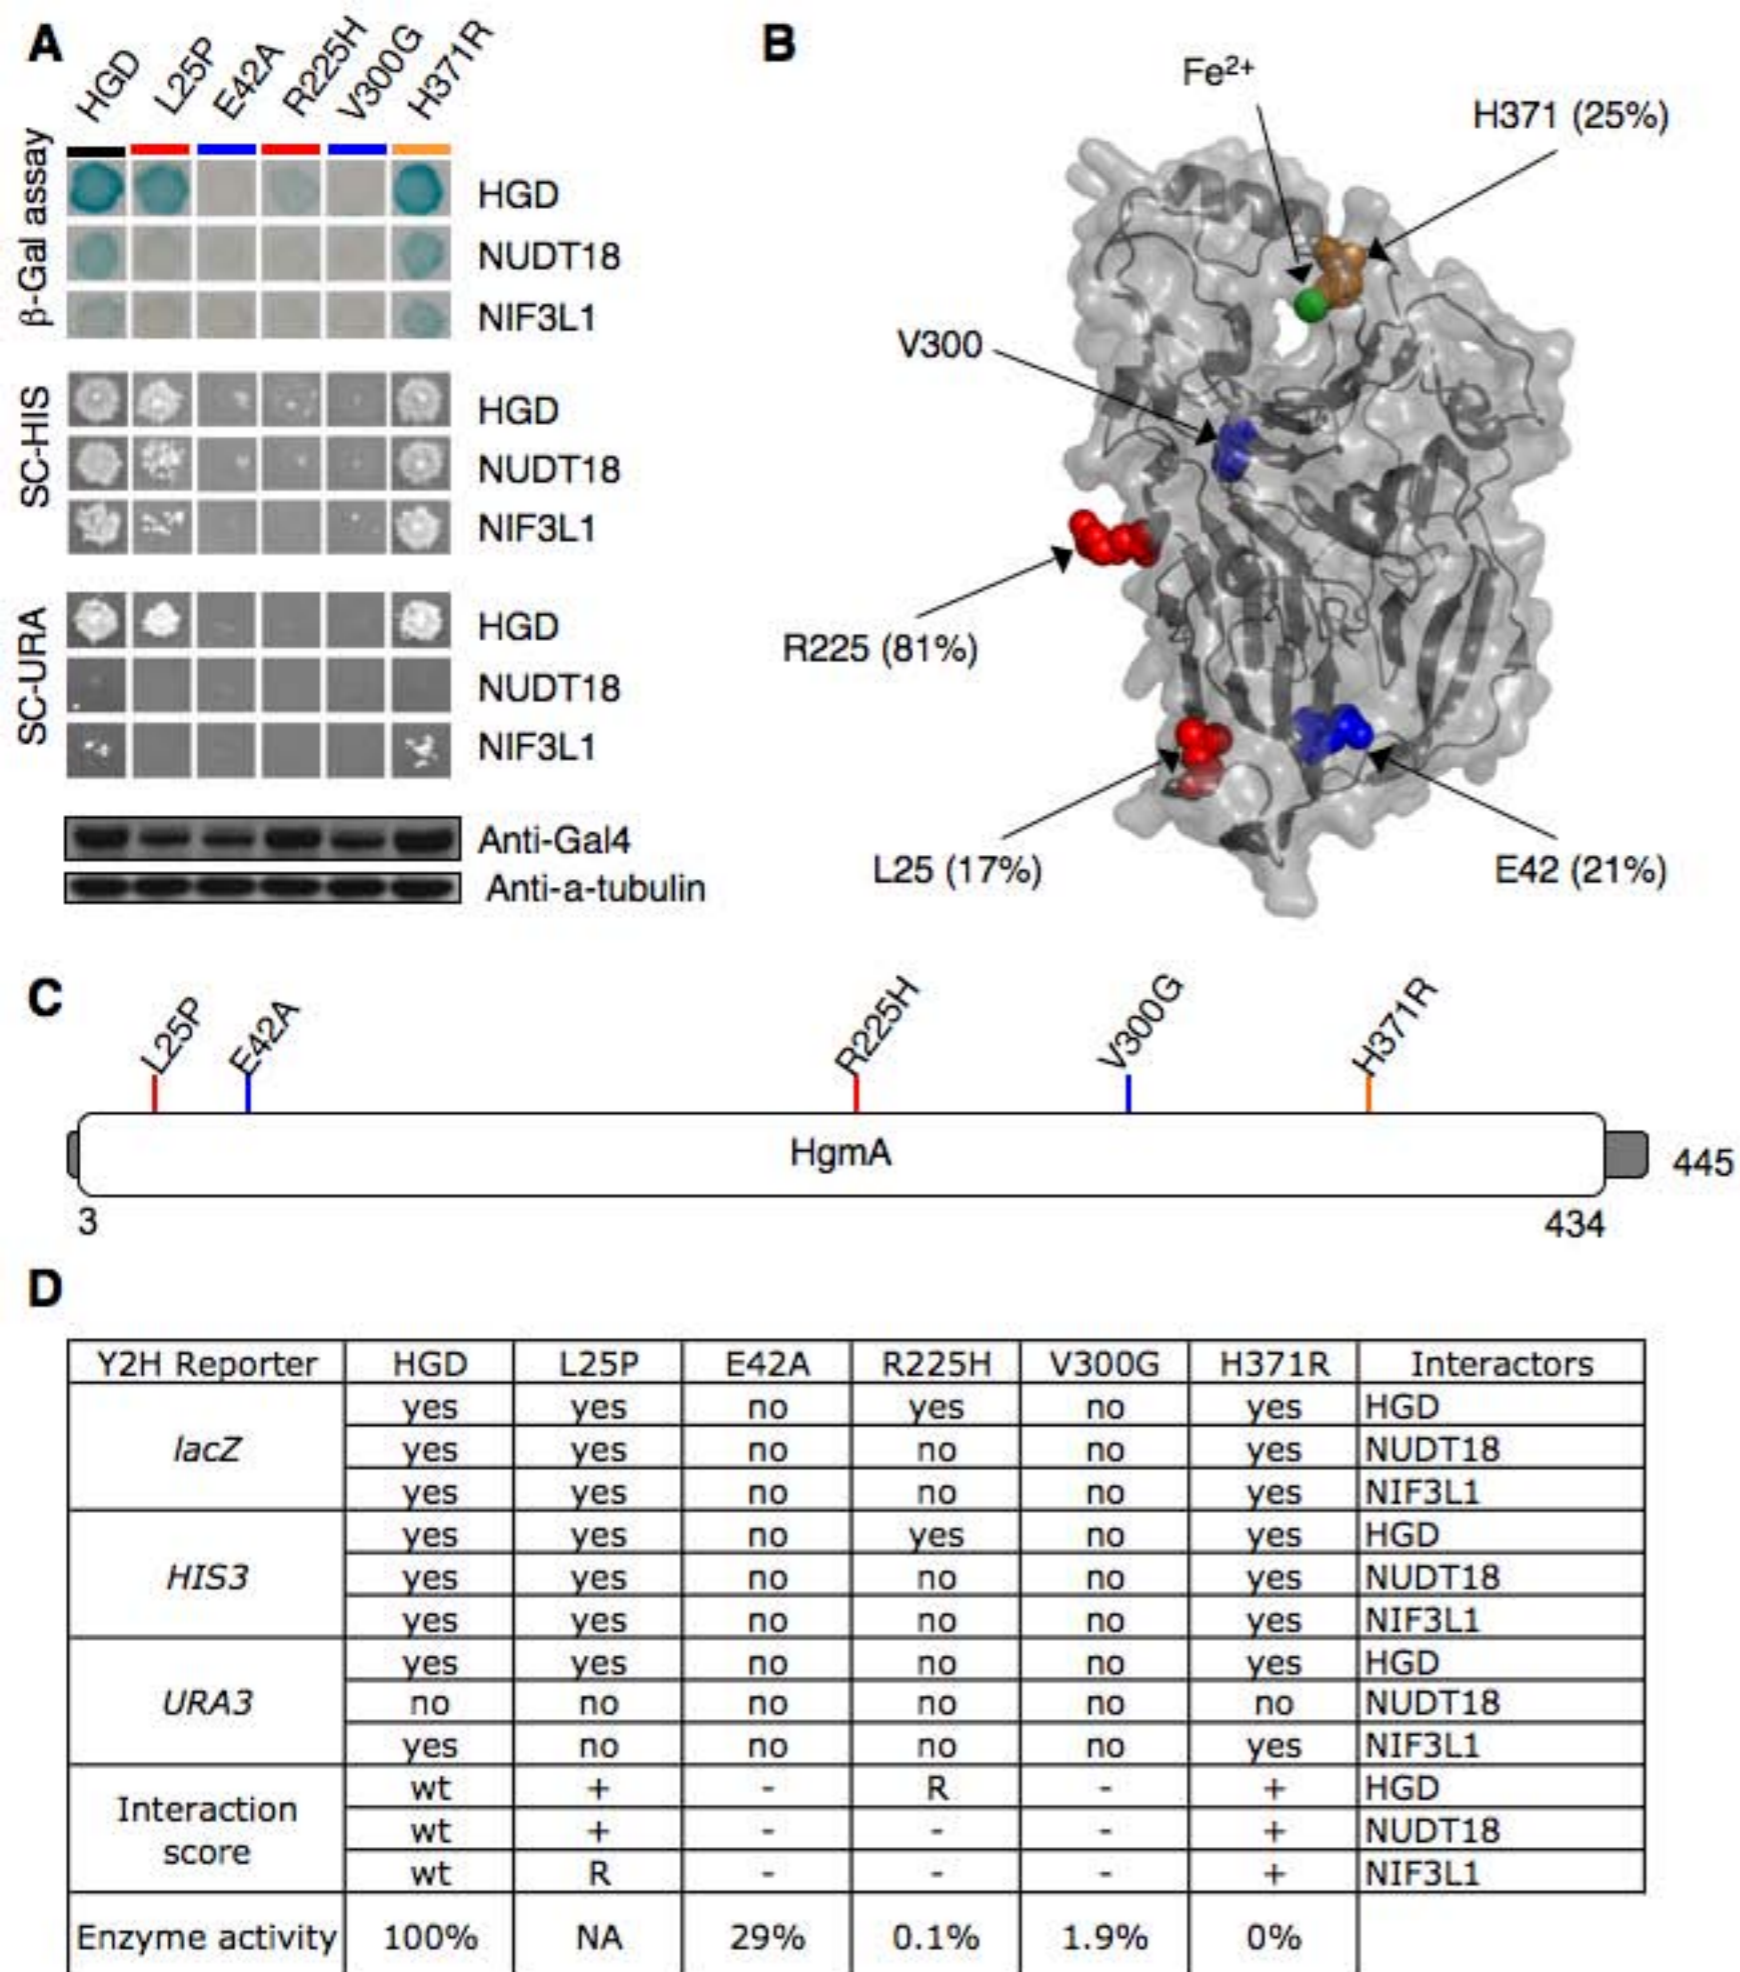 A
HGD L25P E42A R225H V300G H371R
β-Gal assay
HGD
NUDT18
NIF3L1
SC-HIS
HGD
NUDT18
NIF3L1
SC-URA
HGD
NUDT18
NIF3L1
Anti-Gal4
Anti-a-tubulin
B
Fe2+
H371 (25%)
V300
R225 (81%)
L25 (17%)
E42 (21%)
C
L25P E42A R225H V300G H371R
HgmA
445
3 434
D
Y2H Reporter HGD L25P E42A R225H V300G H371R Interactors
lacZ
yes yes no yes no yes HGD
yes yes no no no yes NUDT18
yes yes no no no yes NIF3L1
HIS3
yes yes no yes no yes HGD
yes yes no no no yes NUDT18
yes yes no no no yes NIF3L1
URA3
yes yes no no no yes HGD
no no no no no no NUDT18
yes no no no no yes NIF3L1
Interaction
score
wt + - R - + HGD
wt + - - - + NUDT18
wt R - - - + NIF3L1
Enzyme activity 100% NA 29% 0.1% 1.9% 0%